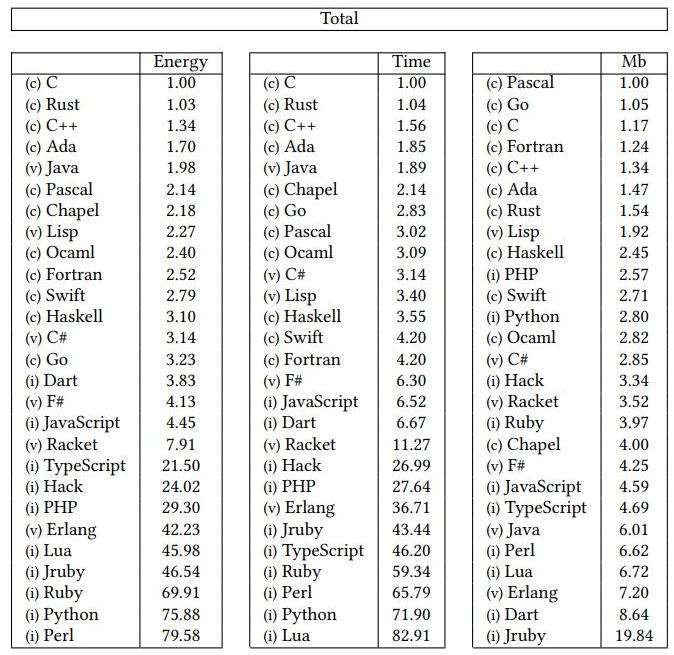 Total
Energy Time Mb
(c) C 1.00 (c) C 1.00 (c) Pascal 1.00
(c) Rust 1.03 (c) Rust 1.04 (c) Go 1.05
(c) C++ 1.34 (c) C++ 1.56 (c) C 1.17
(c) Ada 1.70 (c) Ada 1.85 (c) Fortran 1.24
(v) Java 1.98 (v) Java 1.89 (c) C++ 1.34
(c) Pascal 2.14 (c) Chapel 2.14 (c) Ada 1.47
(c) Chapel 2.18 (c) Go 2.83 (c) Rust 1.54
(v) Lisp 2.27 (c) Pascal 3.02 (v) Lisp 1.92
(c) Ocaml 2.40 (c) Ocaml 3.09 (c) Haskell 2.45
(c) Fortran 2.52 (v) C# 3.14 (i) PHP 2.57
(c) Swift 2.79 (v) Lisp 3.40 (c) Swift 2.71
(c) Haskell 3.10 (c) Haskell 3.55 (i) Python 2.80
(v) C# 3.14 (c) Swift 4.20 (c) Ocaml 2.82
(c) Go 3.23 (c) Fortran 4.20 (v) C# 2.85
(i) Dart 3.83 (v) F# 6.30 (i) Hack 3.34
(v) F# 4.13 (i) JavaScript 6.52 (v) Racket 3.52
(i) JavaScript 4.45 (i) Dart 6.67 (i) Ruby 3.97
(v) Racket 7.91 (v) Racket 11.27 (c) Chapel 4.00
(i) TypeScript 21.50 (i) Hack 26.99 (v) F# 4.25
(i) Hack 24.02 (i) PHP 27.64 (i) JavaScript 4.59
(i) PHP 29.30 (v) Erlang 36.71 (i) TypeScript 4.69
(v) Erlang 42.23 (i) Jruby 43.44 (v) Java 6.01
(i) Lua 45.98 (i) TypeScript 46.20 (i) Perl 6.62
(i) Jruby 46.54 (i) Ruby 59.34 (i) Lua 6.72
(i) Ruby 69.91 (i) Perl 65.79 (v) Erlang 7.20
(i) Python 75.88 (i) Python 71.90 (i) Dart 8.64
(i) Perl 79.58 (i) Lua 82.91 (i) Jruby 19.84